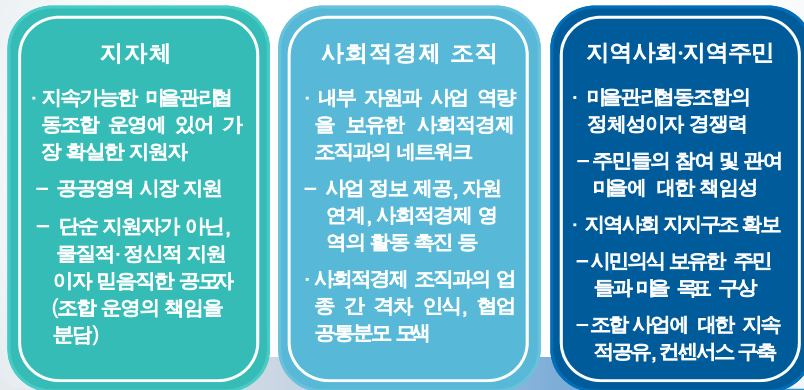 지자체
· 지속가능한 마을관리협
동조합 운영에 있어 가
장 확실한 지원자
– 공공영역 시장 지원
– 단순 지원자가 아닌,
물질적·정신적 지원
이자 믿음직한 공모자
(조합 운영의 책임을
분담)
사회적경제 조직
· 내부 자원과 사업 역량
을 보유한 사회적경제
조직과의 네트워크
– 사업 정보 제공, 자원
연계, 사회적경제 영
역의 활동 촉진 등
· 사회적경제 조직과의 업
종 간 격차 인식, 협업
공통분모 모색
지역사회·지역주민
· 마을관리협동조합의
정체성이자 경쟁력
– 주민들의 참여 및 관여
마을에 대한 책임성
· 지역사회 지지구조 확보
– 시민의식 보유한 주민
들과 마을 목표 구상
– 조합 사업에 대한 지속
적공유, 컨센서스 구축